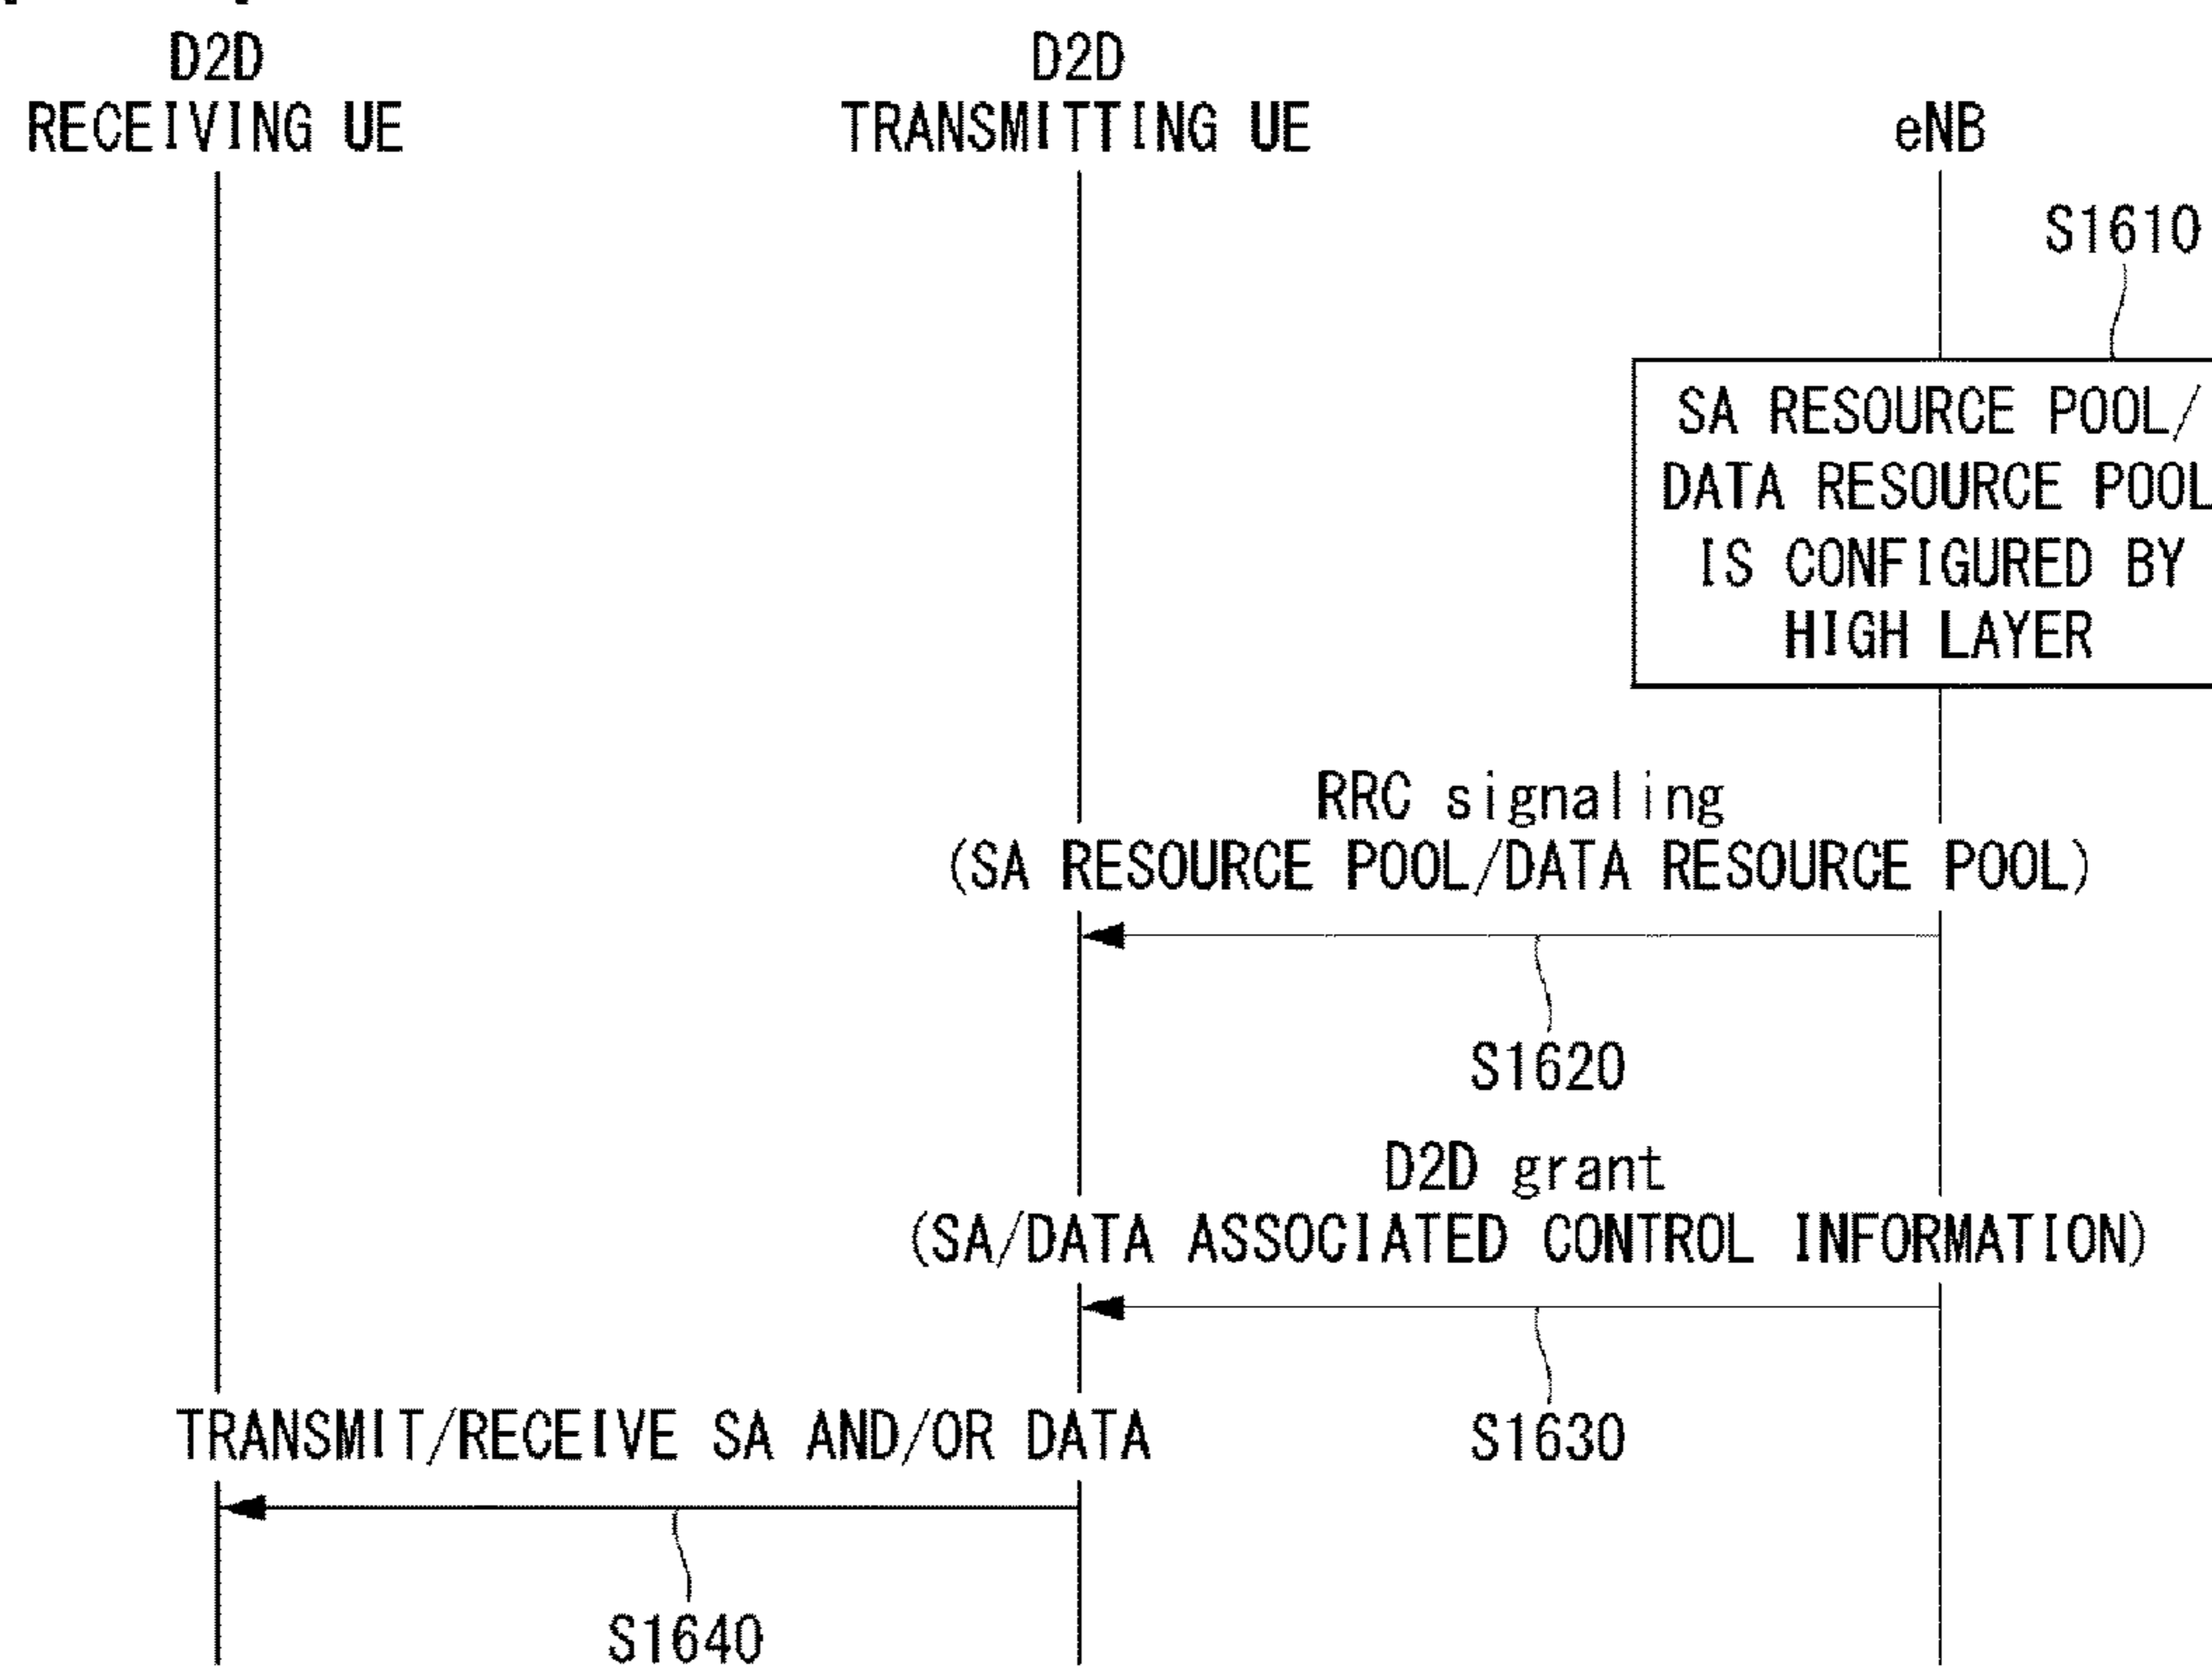 D2D
RECEIVING UE
D2D
TRANSMITTING UE
eNB
S1610
SA RESOURCE POOL/
DATA RESOURCE POOL
IS CONFIGURED BY
HIGH LAYER
RRC signaling
(SA RESOURCE POOL/DATA RESOURCE POOL)
S1620
D2D grant
(SA/DATA ASSOCIATED CONTROL INFORMATION)
S1630
TRANSMIT/RECEIVE SA AND/OR DATA
S1640